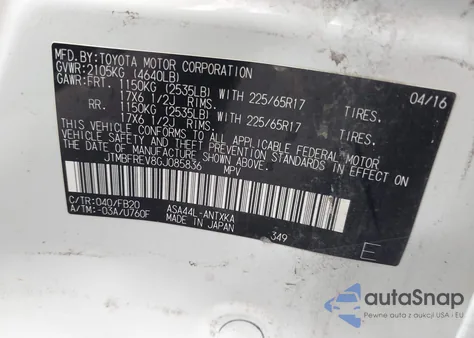 MFD.BY:TOYOTA MOTOR CORPORATION 04/16
GVWR:2105KG (4640LB)
GAWR:FRT. 1150KG (2535LB) WITH 225/65R17 TIRES.
17X6 1/2J RIMS.
RR. 1150KG (2535LB) WITH 225/65R17 TIRES.
17X6 1/2J RIMS.
THIS VEHICLE CONFORMS TO ALL APPLICABLE FEDERAL MOTOR
VEHICLE SAFETY AND THEFT PREVENTION STANDARDS IN EFFECT ON
THE DATE OF MANUFACTURE SHOWN ABOVE.
JTMBFREV8GJ085836 MPV
C/TR:040/FB20 ASA44L-ANTXKA
A/TM:-03A/U760F MADE IN JAPAN 349 E
autoSnap
Pewne auto z aukcji USA i EU